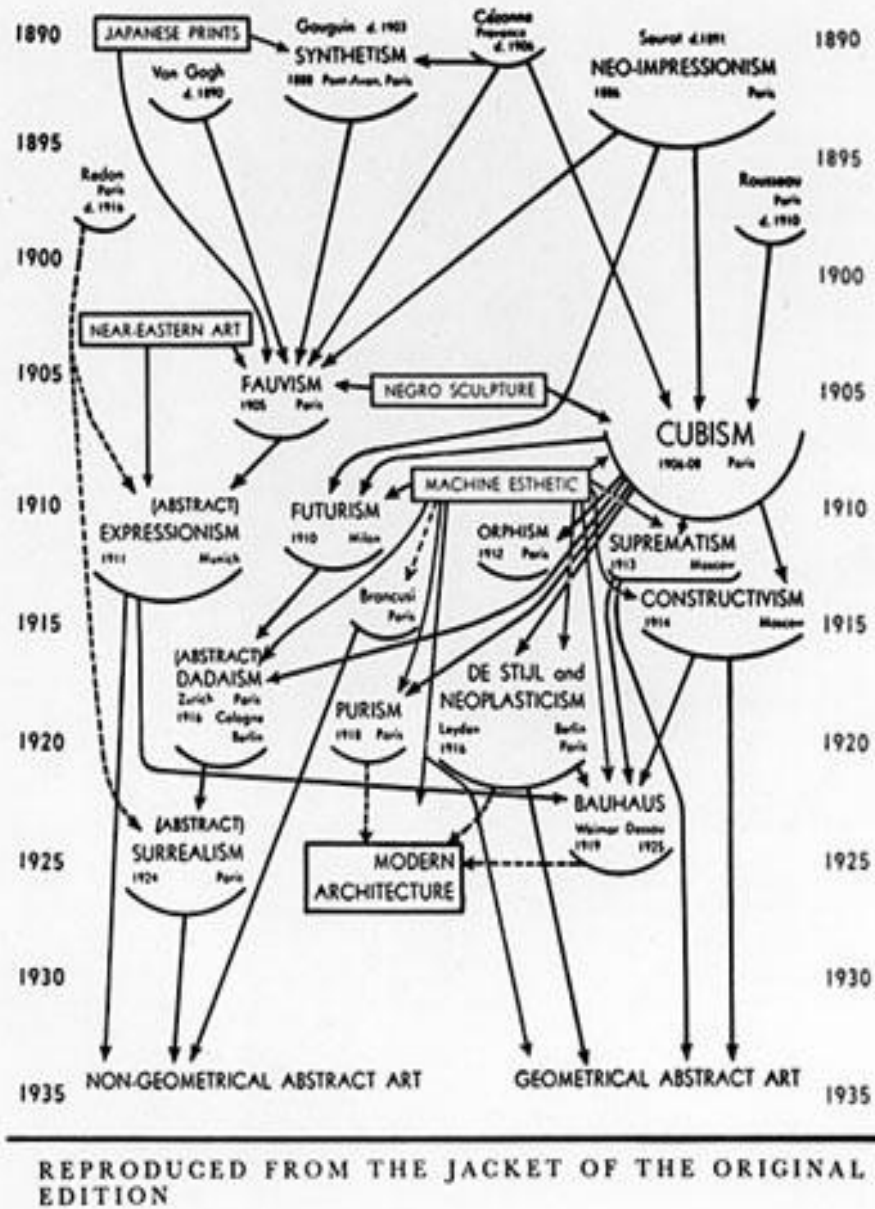 1890
JAPANESE PRINTS
Gauguin d. 1903
SYNTHETISM
1888 Pont-Aven, Paris
Cézanne
Provence
d. 1906
Seurat d.1891
NEO-IMPRESSIONISM
1886 Paris
1890
Van Gogh
d. 1890
1895
1895
Redon
Paris
d. 1916
Rousseau
Paris
d. 1910
1900
1900
NEAR-EASTERN ART
1905
FAUVISM
1905 Paris
NEGRO SCULPTURE
1905
CUBISM
1906-08 Paris
1910
(ABSTRACT)
EXPRESSIONISM
1911 Munich
FUTURISM
1910 Milan
MACHINE ESTHETIC
ORPHISM
1912 Paris
SUPREMATISM
1913 Moscow
1910
Brancusi
Paris
CONSTRUCTIVISM
1914 Moscow
1915
1915
(ABSTRACT)
DADAISM
Zurich Paris
1916 Cologne
Berlin
PURISM
1918 Paris
DE STIJL and
NEOPLASTICISM
Leyden Berlin
1916 Paris
1920
1920
BAUHAUS
Weimar Dessau
1919 1925
(ABSTRACT)
SURREALISM
1924 Paris
1925
MODERN
ARCHITECTURE
1925
1930
1930
NON-GEOMETRICAL ABSTRACT ART
GEOMETRICAL ABSTRACT ART
1935
1935
REPRODUCED FROM THE JACKET OF THE ORIGINAL
EDITION